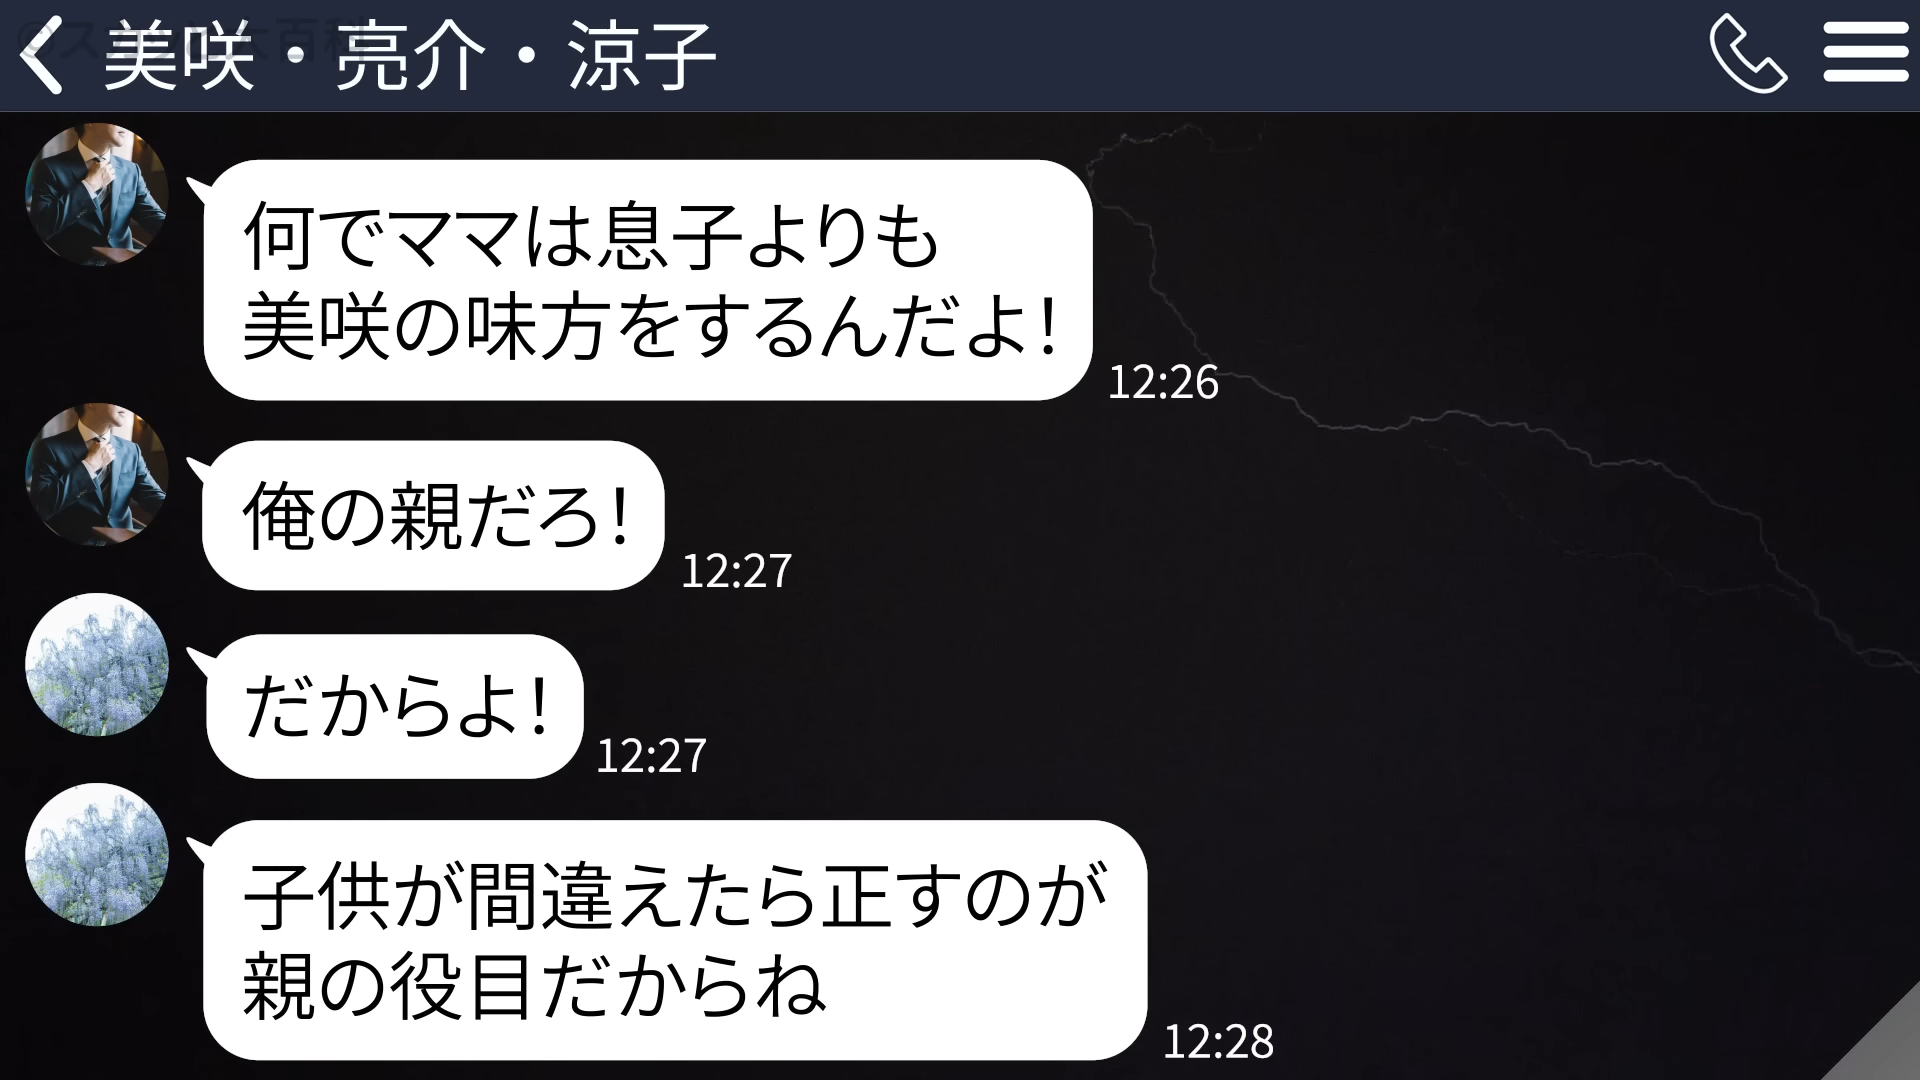 美咲・亮介・涼子
何でママは息子よりも
美咲の味方をするんだよ！
12:26
俺の親だろ！
12:27
だからよ！
12:27
子供が間違えたら正すのが
親の役目だからね
12:28